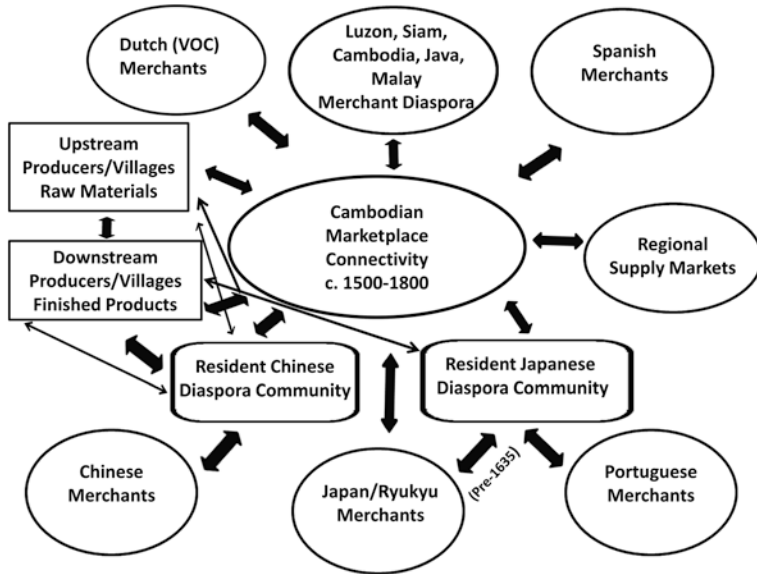 Dutch (VOC)
Merchants
Luzon, Siam,
Cambodia, Java,
Malay
Merchant Diaspora
Spanish
Merchants
Upstream
Producers/Villages
Raw Materials
Cambodian
Marketplace
Connectivity
c. 1500-1800
Regional
Supply Markets
Downstream
Producers/Villages
Finished Products
Resident Chinese
Diaspora Community
Resident Japanese
Diaspora Community
Chinese
Merchants
Japan/Ryukyu
Merchants
(Pre-1635)
Portuguese
Merchants